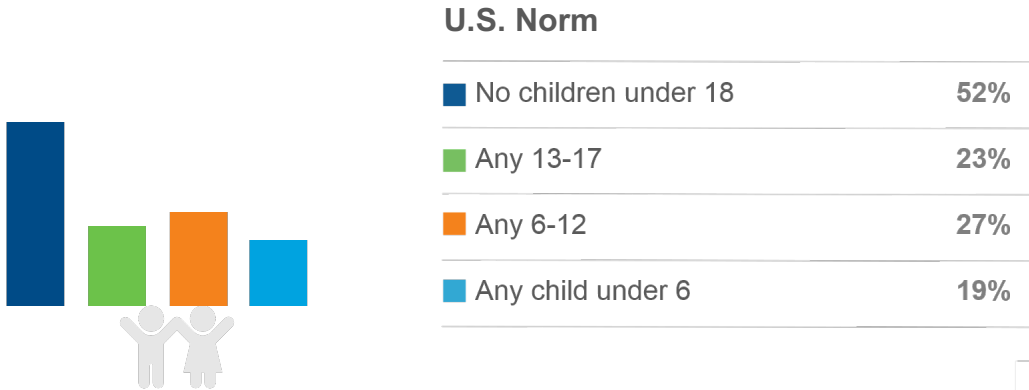 U.S. Norm
No children under 18 52%
Any 13-17 23%
Any 6-12 27%
Any child under 6 19%